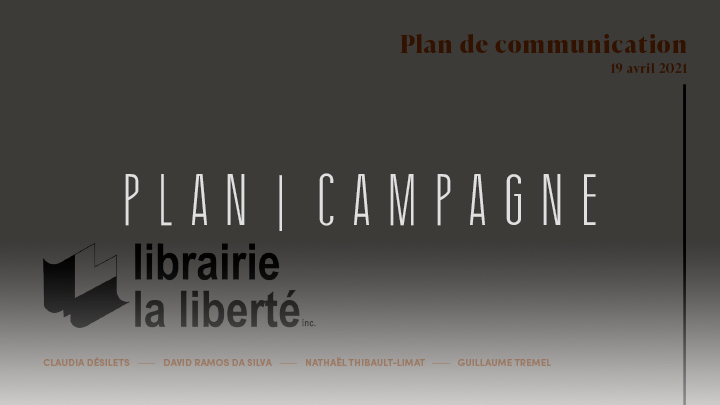 Plan de communication
19 avril 2021
PLAN | CAMPAGNE
librairie
la liberté inc.
CLAUDIA DÉSILETS — DAVID RAMOS DA SILVA — NATHAËL THIBAULT-LIMAT — GUILLAUME TREMEL